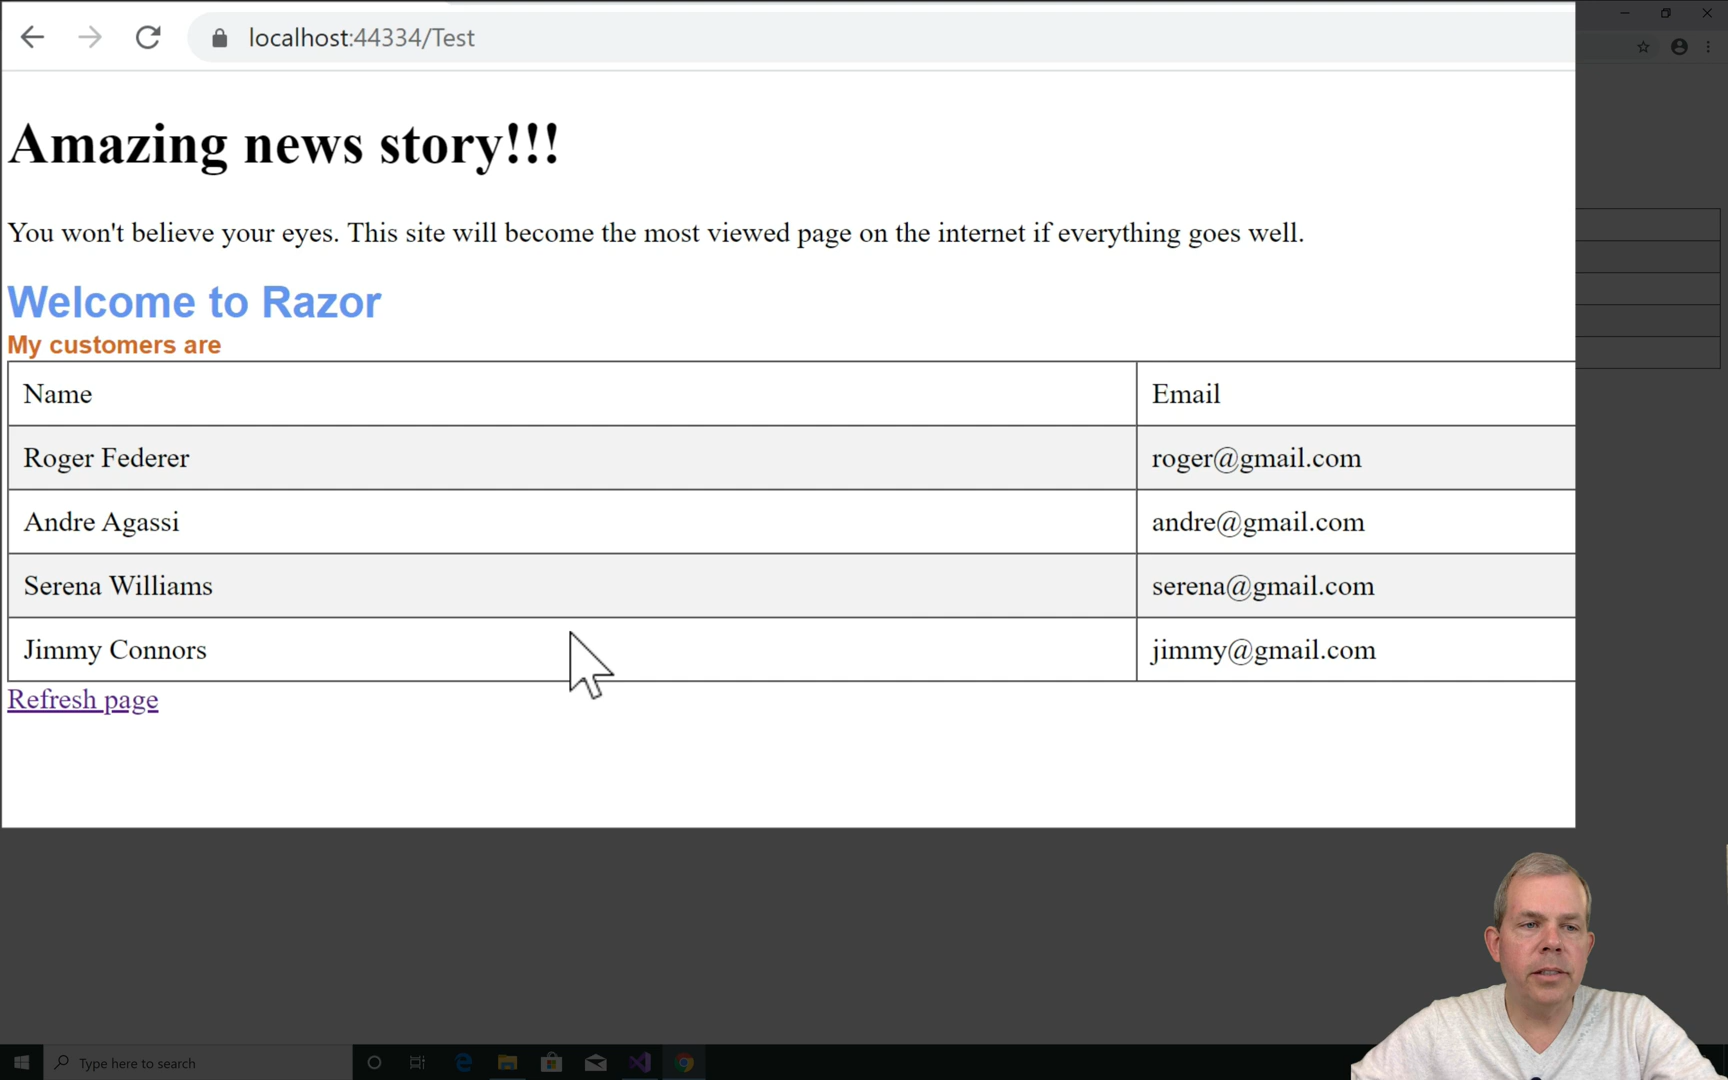 localhost:44334/Test
Amazing news story!!!
You won't believe your eyes. This site will become the most viewed page on the internet if everything goes well.
Welcome to Razor
My customers are
Name Email
Roger Federer roger@gmail.com
Andre Agassi andre@gmail.com
Serena Williams serena@gmail.com
Jimmy Connors jimmy@gmail.com
Refresh page
Type here to search